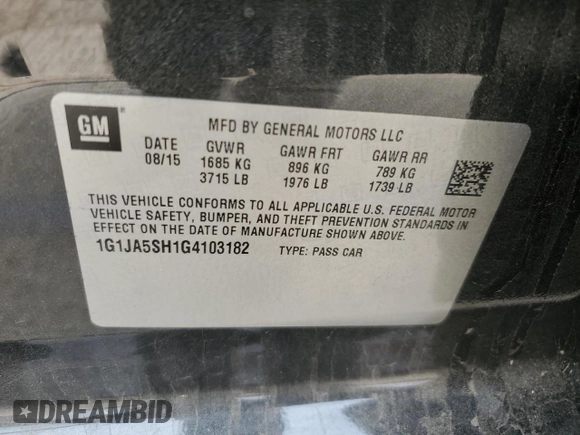 GM
MFD BY GENERAL MOTORS LLC
DATE GVWR GAWR FRT GAWR RR
08/15 1685 KG 896 KG 789 KG
3715 LB 1976 LB 1739 LB
THIS VEHICLE CONFORMS TO ALL APPLICABLE U.S. FEDERAL MOTOR
VEHICLE SAFETY, BUMPER, AND THEFT PREVENTION STANDARDS IN
EFFECT ON THE DATE OF MANUFACTURE SHOWN ABOVE.
1G1JA5SH1G4103182 TYPE: PASS CAR
DREAMBID